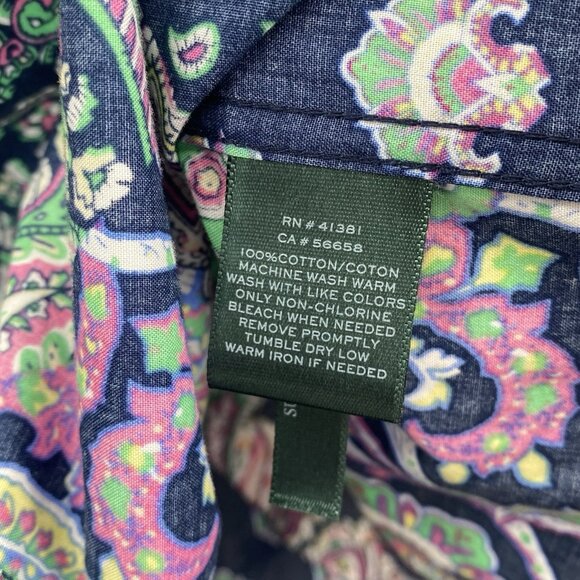 RN # 41381
CA # 56658
100%COTTON/COTON
MACHINE WASH WARM
WASH WITH LIKE COLORS
ONLY NON-CHLORINE
BLEACH WHEN NEEDED
REMOVE PROMPTLY
TUMBLE DRY LOW
WARM IRON IF NEEDED